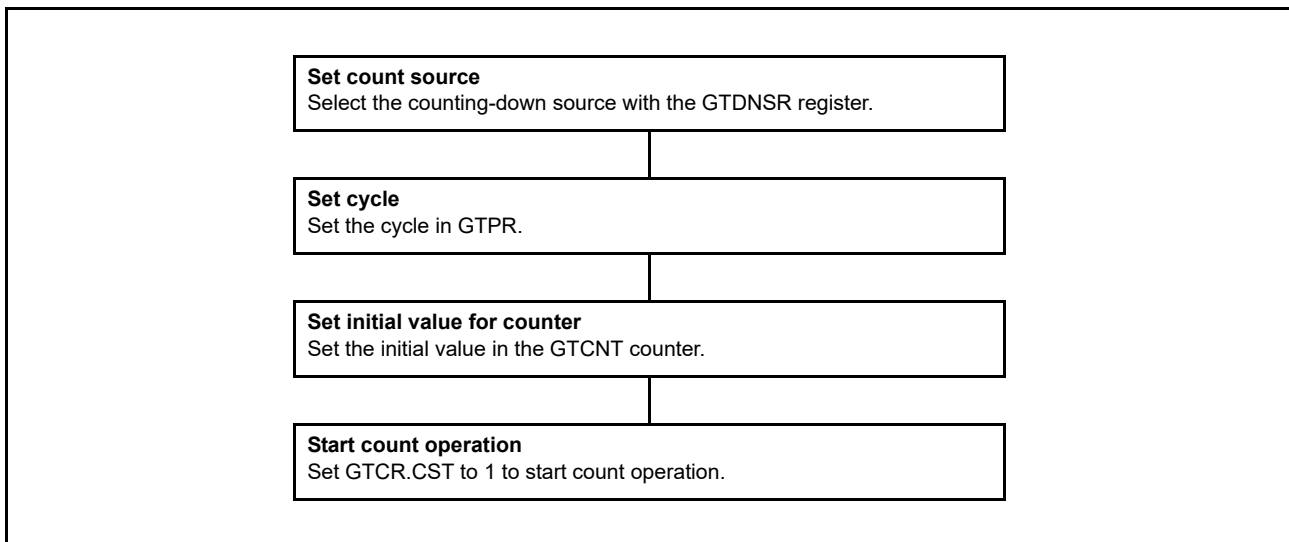 Set count source
Select the counting-down source with the GTDNSR register.
Set cycle
Set the cycle in GTPR.
Set initial value for counter
Set the initial value in the GTCNT counter.
Start count operation
Set GTCR.CST to 1 to start count operation.